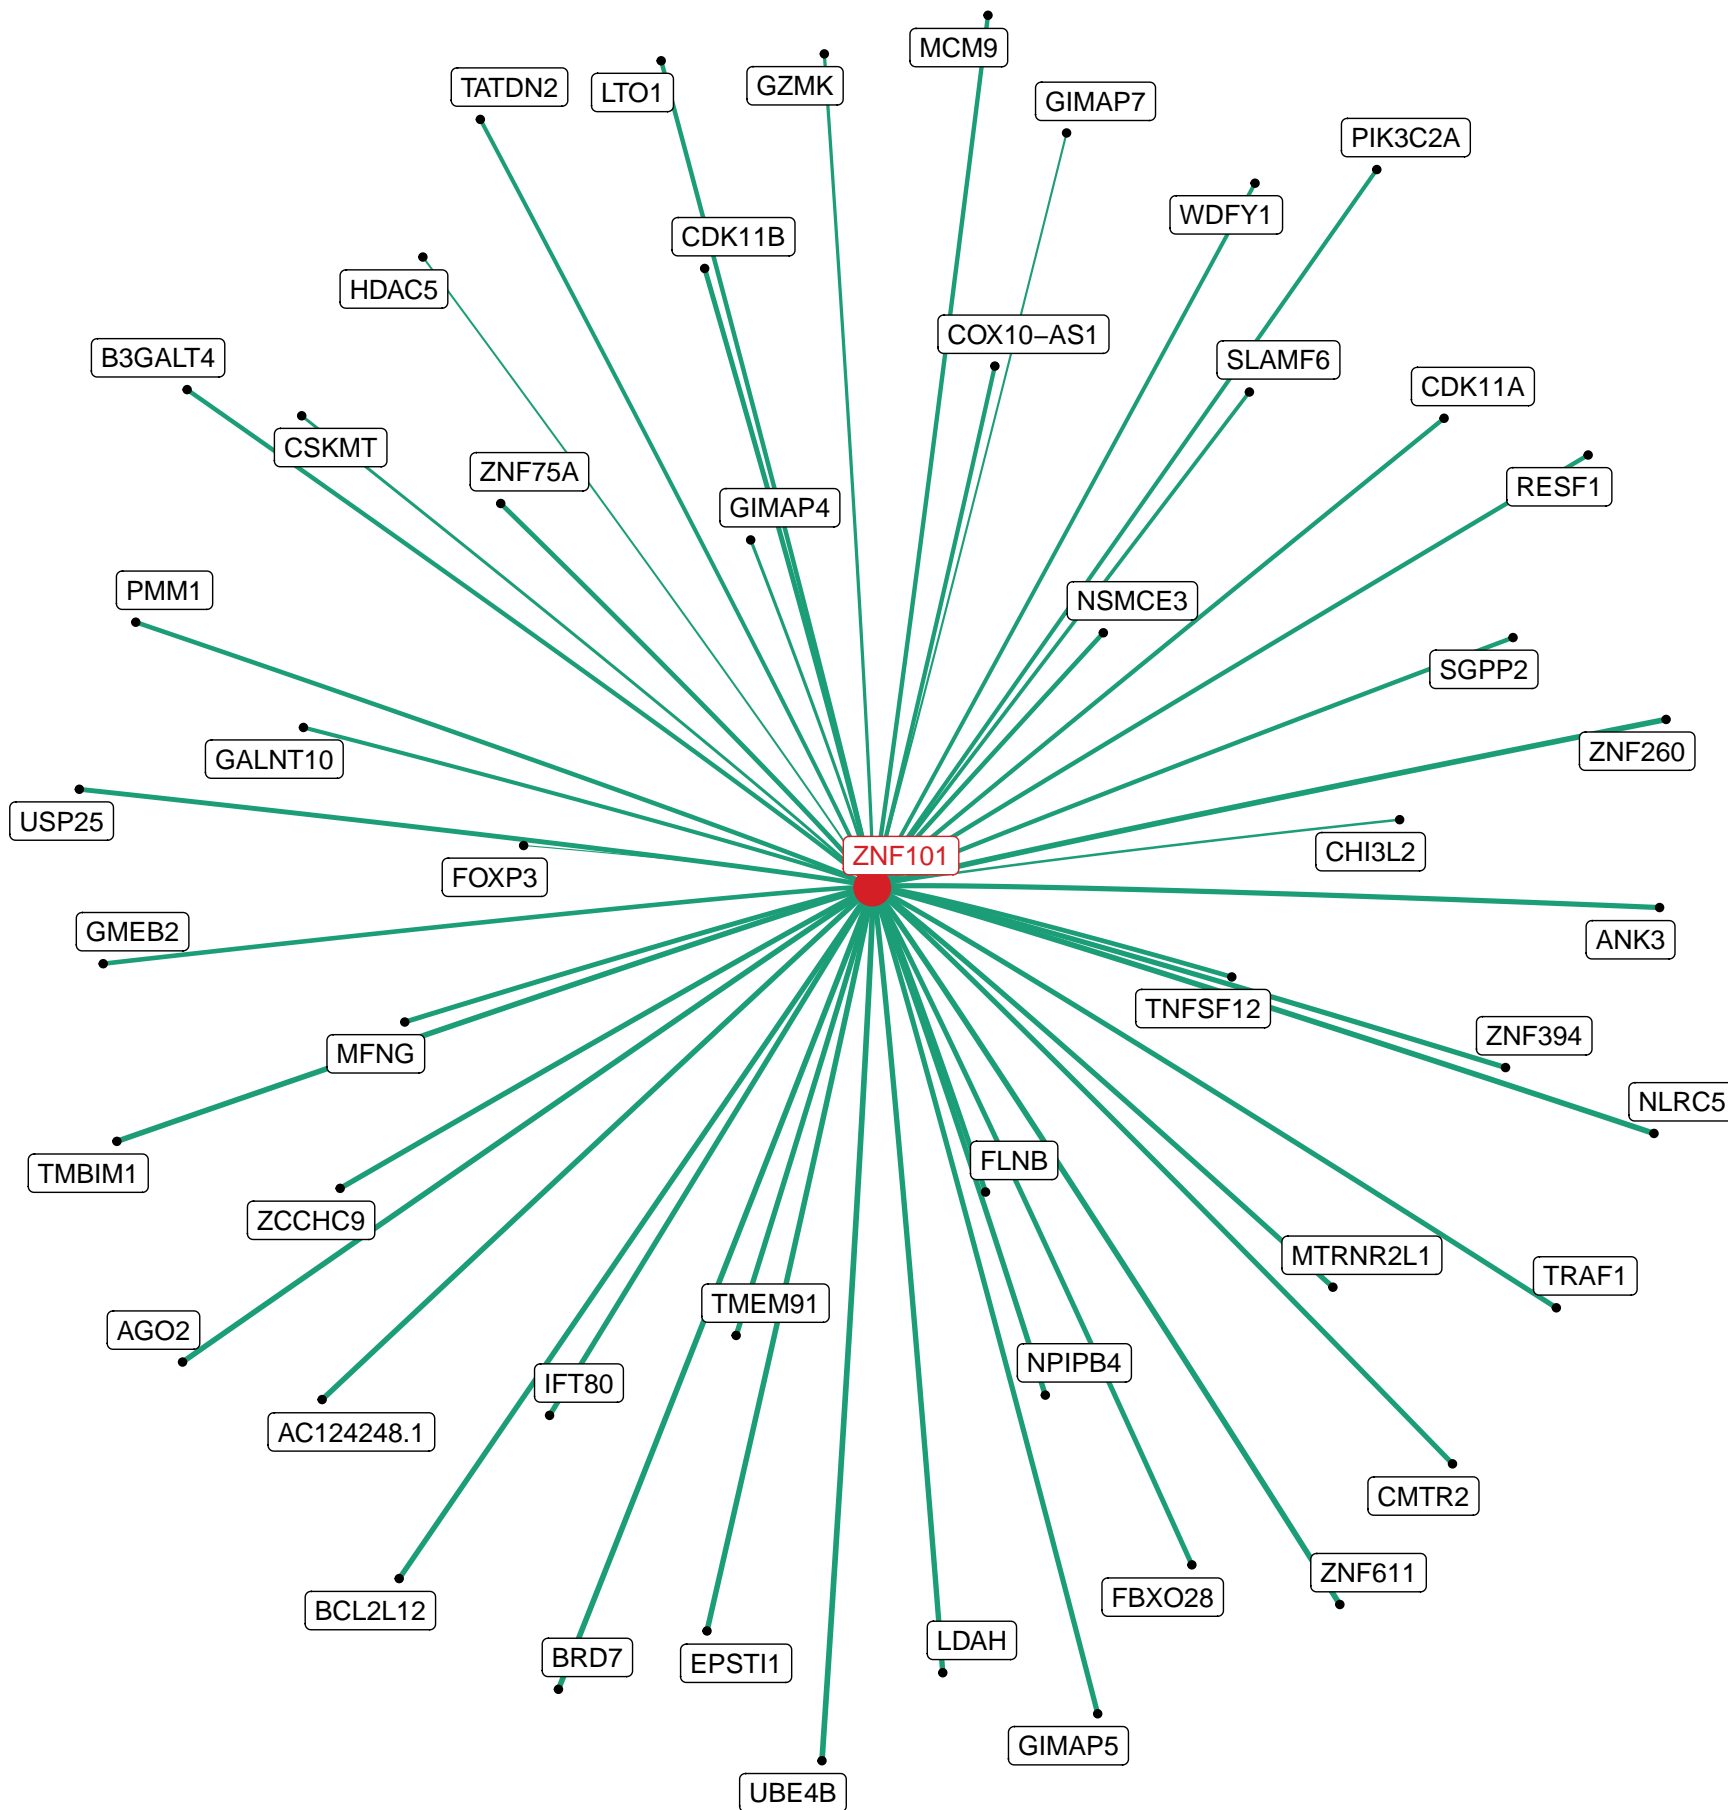 MCM9
TATDN2
LTO1
GZMK
GIMAP7
PIK3C2A
WDFY1
CDK11B
HDAC5
COX10−AS1
B3GALT4
SLAMF6
CDK11A
CSKMT
ZNF75A
RESF1
GIMAP4
PMM1
NSMCE3
SGPP2
GALNT10
ZNF260
USP25
CHI3L2
ZNF101
FOXP3
GMEB2
ANK3
TNFSF12
ZNF394
MFNG
NLRC5
FLNB
TMBIM1
ZCCHC9
MTRNR2L1
TRAF1
TMEM91
AGO2
NPIPB4
IFT80
AC124248.1
CMTR2
ZNF611
FBXO28
BCL2L12
LDAH
BRD7
EPSTI1
GIMAP5
UBE4B